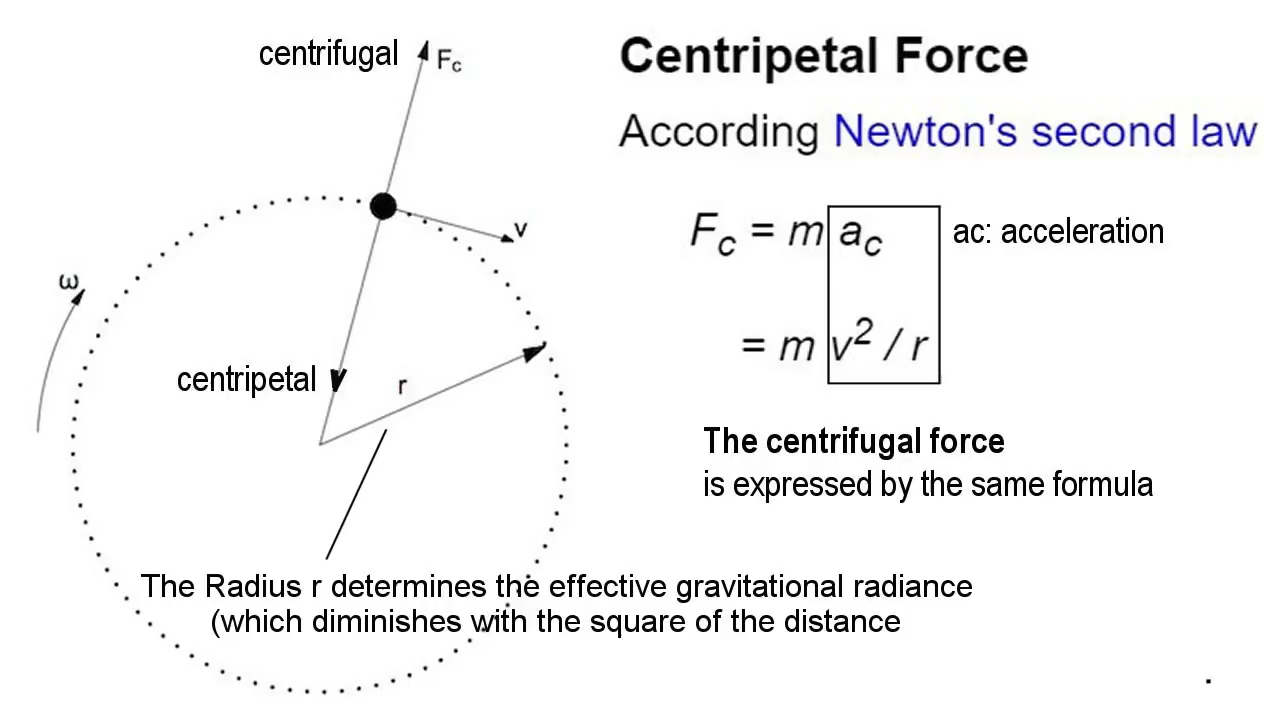 centrifugal
Fc
Centripetal Force
According Newton's second law
v
Fc = m ac
ac: acceleration
ω
= m v² / r
centripetal
r
The centrifugal force
is expressed by the same formula
The Radius r determines the effective gravitational radiance
(which diminishes with the square of the distance
.